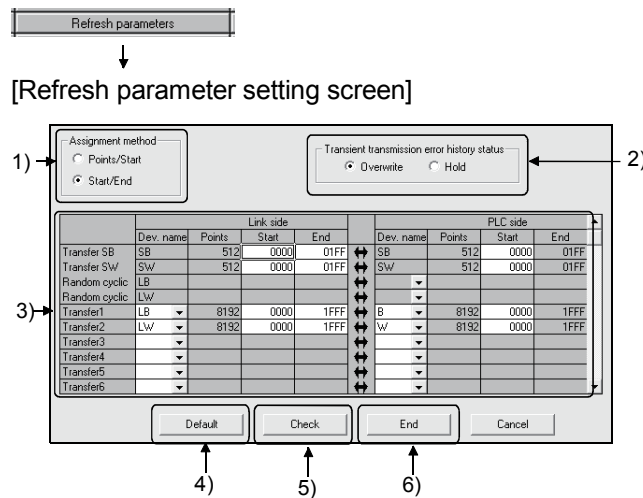 Refresh parameters
[Refresh parameter setting screen]
1)
Assignment method
Points/Start
Start/End
Transient transmission error history status
Overwrite Hold
2)
Link side PLC side
Dev. name Points Start End Dev. name Points Start End
Transfer SB SB 512 0000 01FF SB 512 0000 01FF
Transfer SW SW 512 0000 01FF SW 512 0000 01FF
Random cyclic LB
Random cyclic LW
3)
Transfer1 LB 8192 0000 1FFF B 8192 0000 1FFF
Transfer2 LW 8192 0000 1FFF W 8192 0000 1FFF
Transfer3
Transfer4
Transfer5
Transfer6
Default Check End Cancel
4) 5) 6)